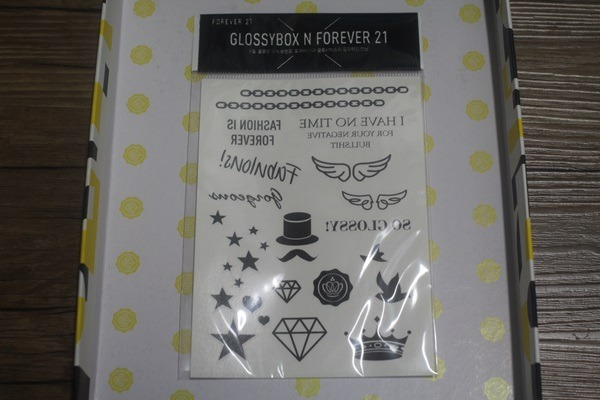 FOREVER 21
GLOSSYBOX N FOREVER 21
FASHION IS
FOREVER
I HAVE NO TIME
FOR YOUR NEGATIVE
BULLSHIT
Fabulous!
Gorgeous
SO GLOSSY!